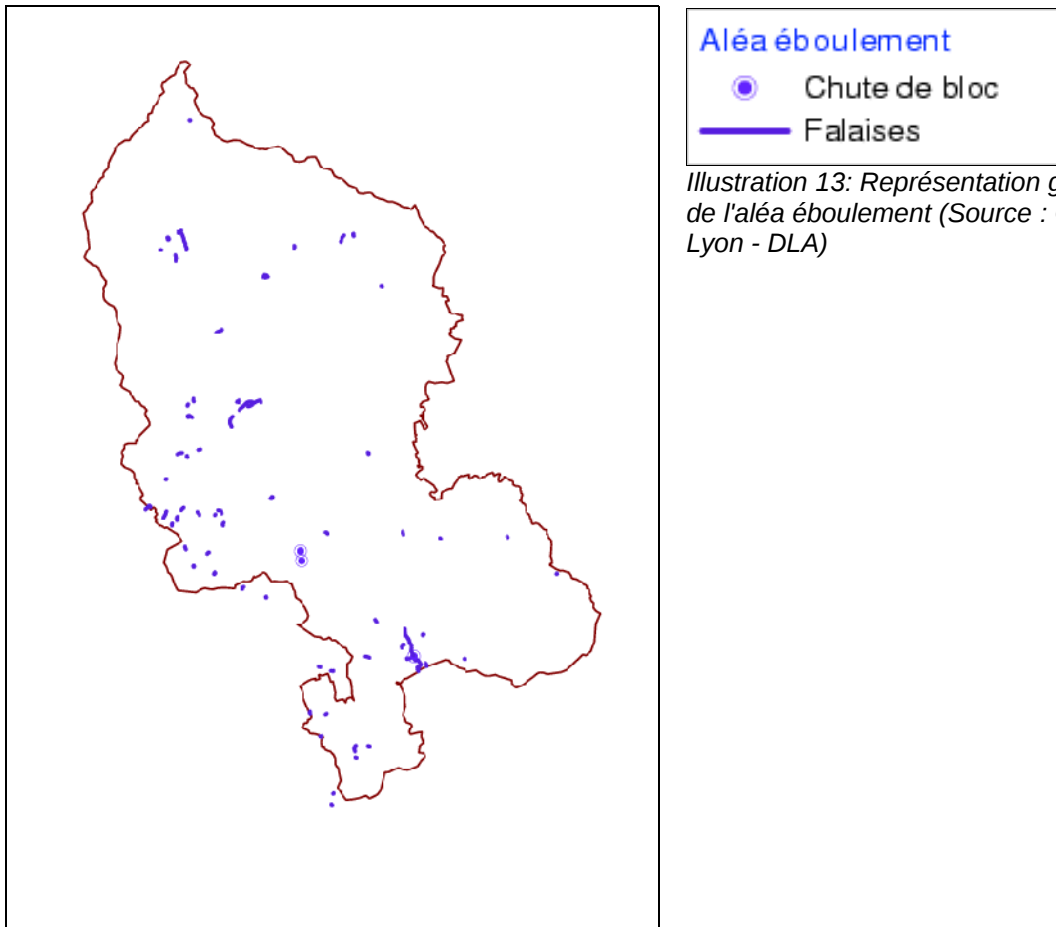 Aléa éboulement
Chute de bloc
Falaises
Illustration 13: Représentation
de l'aléa éboulement (Source :
Lyon - DLA)